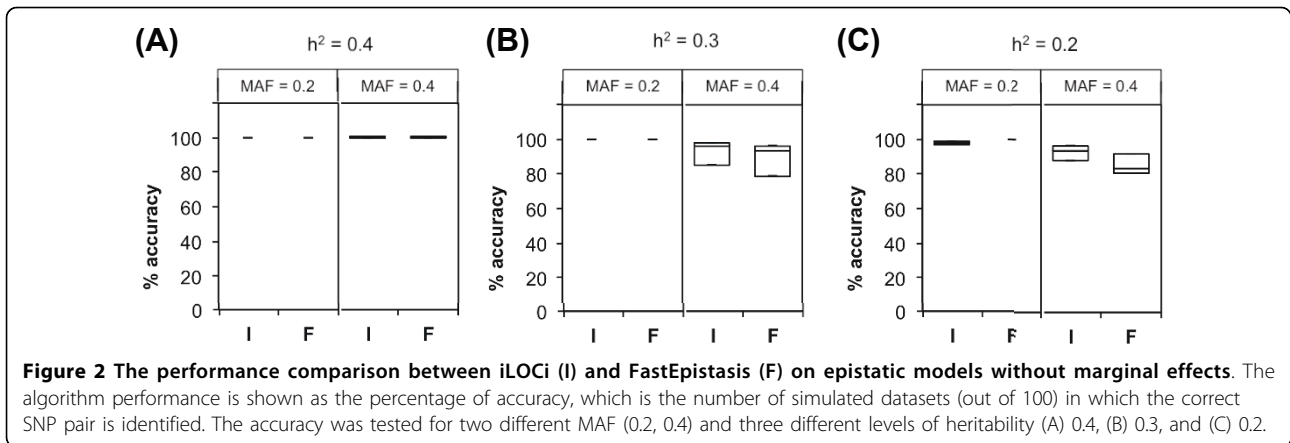 (A) h² = 0.4
MAF = 0.2 MAF = 0.4
% accuracy
100
80
60
40
20
0
I F I F
(B) h² = 0.3
MAF = 0.2 MAF = 0.4
% accuracy
100
80
60
40
20
0
I F I F
(C) h² = 0.2
MAF = 0.2 MAF = 0.4
% accuracy
100
80
60
40
20
0
I F I F
Figure 2 The performance comparison between iLOCi (I) and FastEpistasis (F) on epistatic models without marginal effects. The
algorithm performance is shown as the percentage of accuracy, which is the number of simulated datasets (out of 100) in which the correct
SNP pair is identified. The accuracy was tested for two different MAF (0.2, 0.4) and three different levels of heritability (A) 0.4, (B) 0.3, and (C) 0.2.